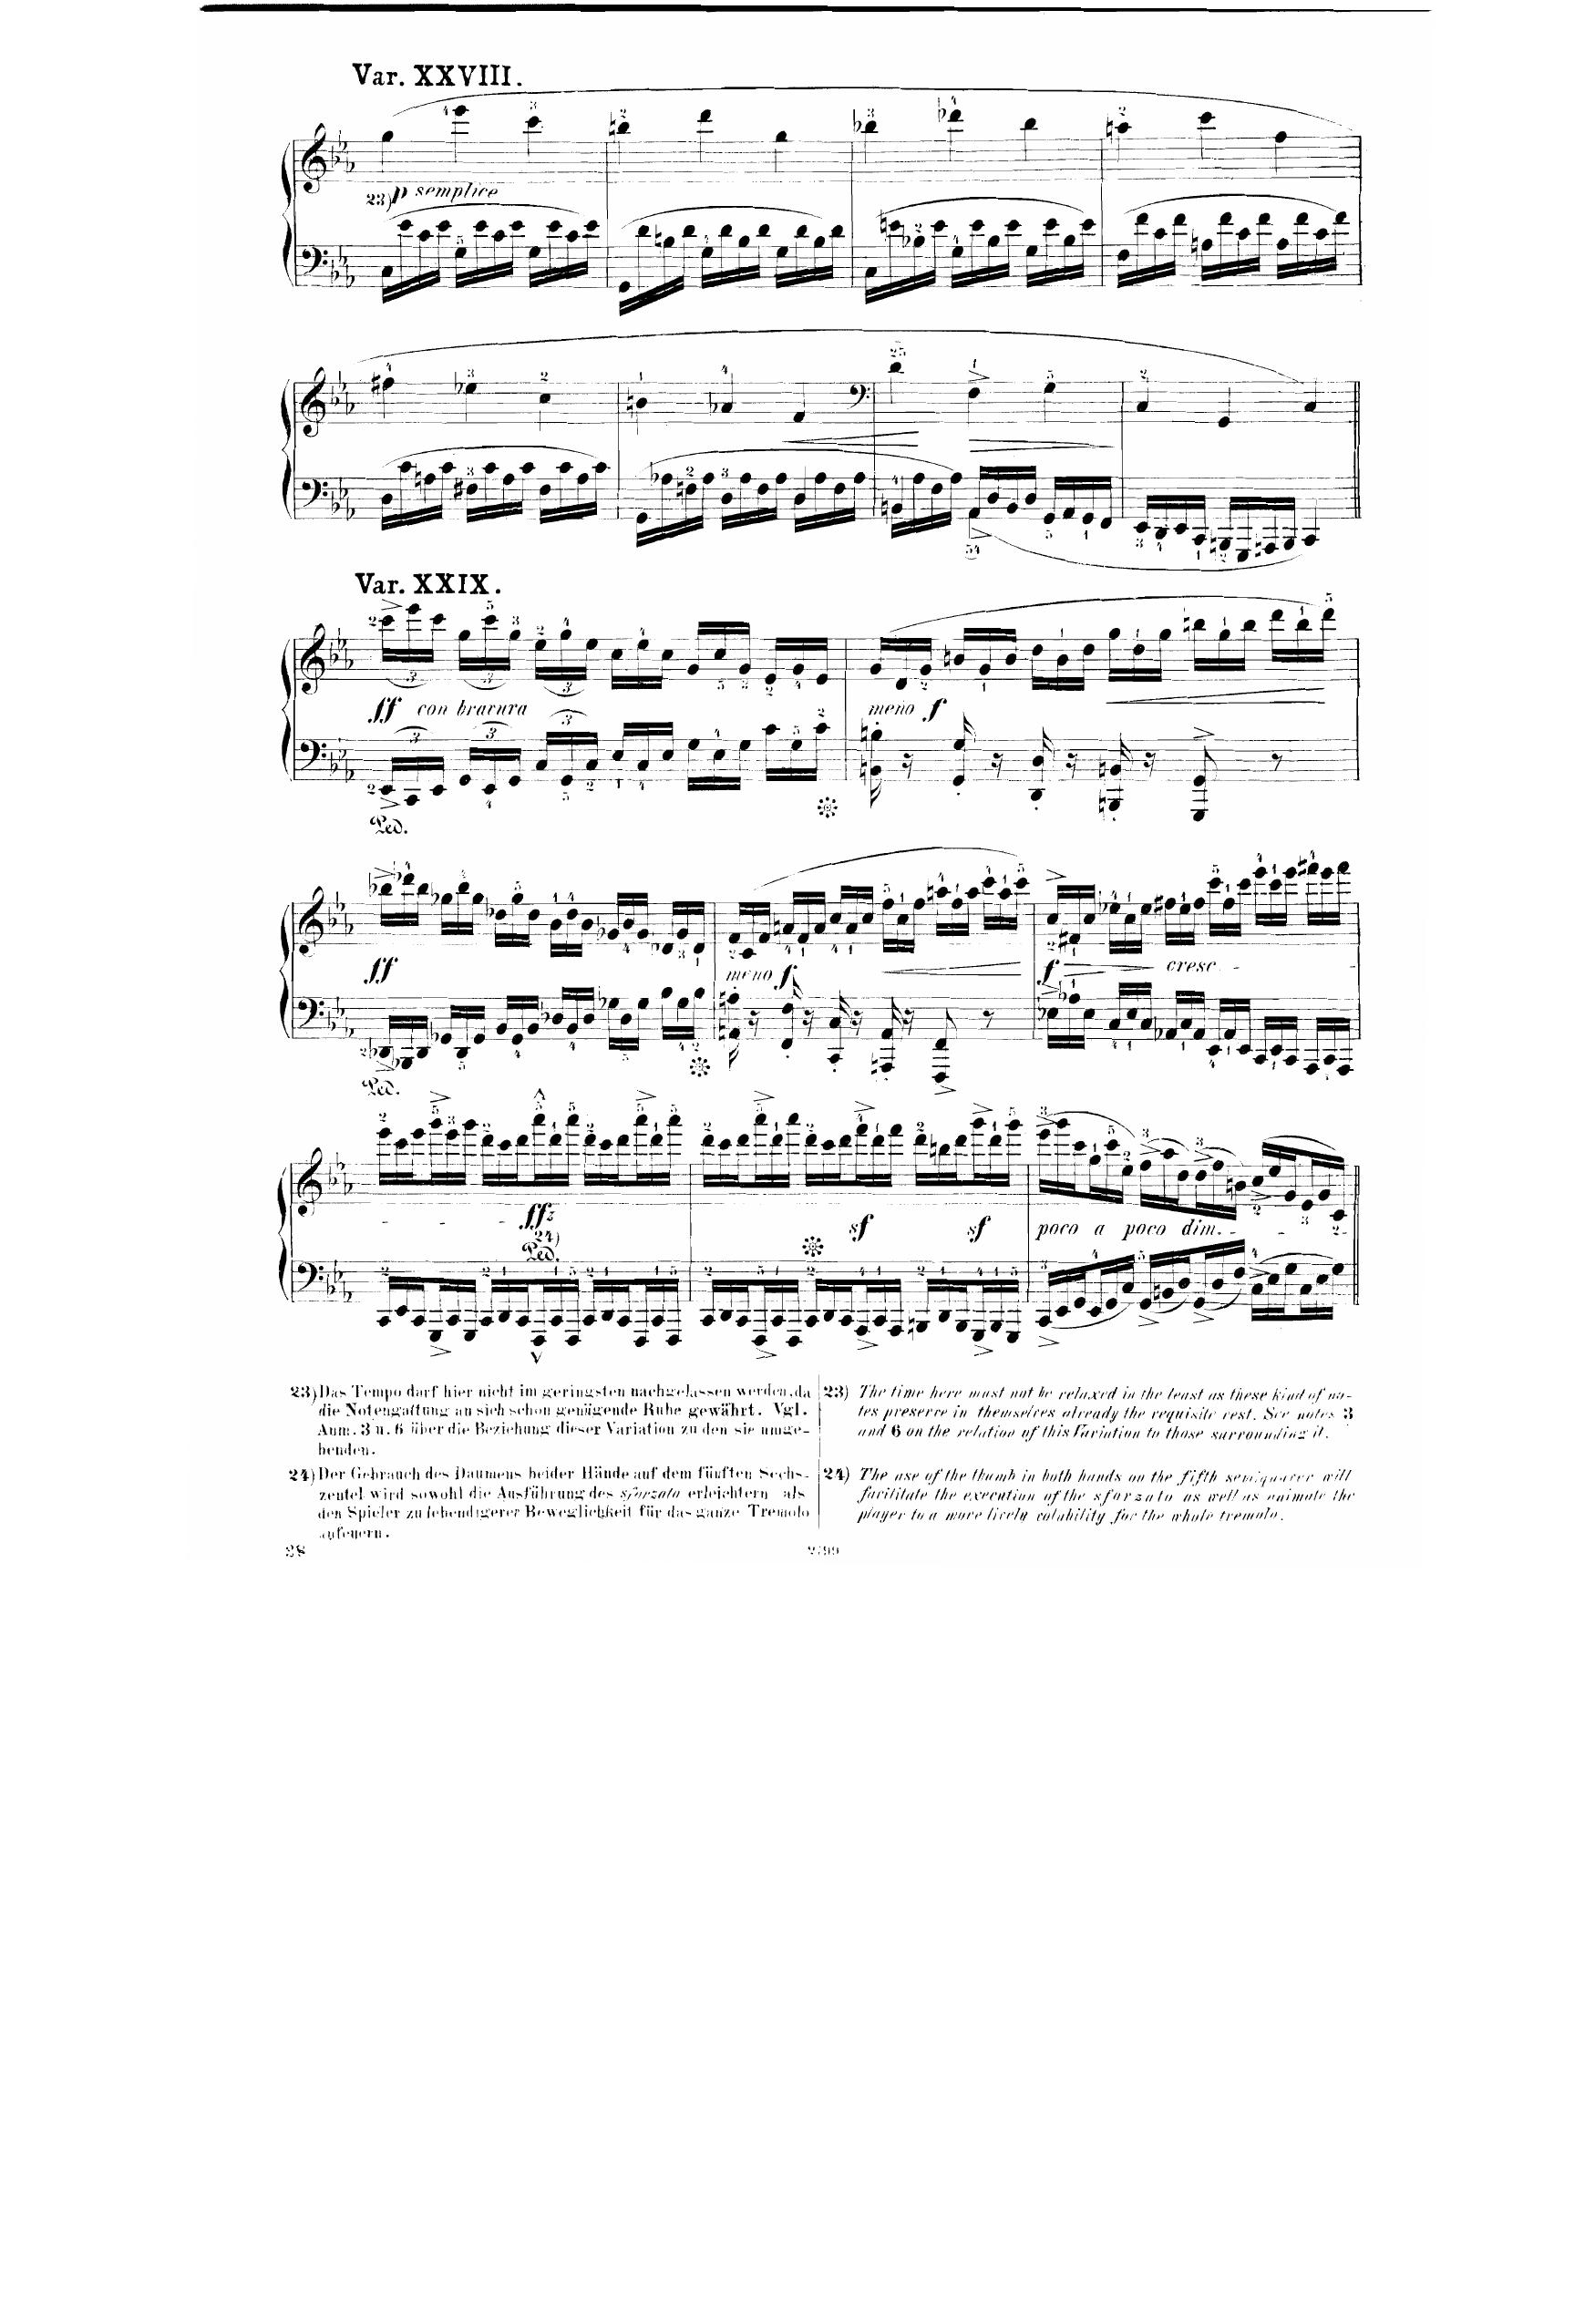 Var. XXVIII.
23) p semplice
Var. XXIX.
ff con bravura
meno f
ff
meno f
f cresc.
ffz
24)
Ped.
sf sf
poco a poco dim.
23) Das Tempo darf hier nicht im geringsten nachgelassen werden, da
die Notengattung an sich schon genügende Ruhe gewährt. Vgl.
Anm. 3 u. 6 über die Beziehung dieser Variation zu den sie umge-
benden.
24) Der Gebrauch des Daumens beider Hände auf dem fünften Sechs-
zentel wird sowohl die Ausführung des sforzato erleichtern als
den Spieler zu lebendigerer Beweglichkeit für das ganze Tremolo
anfeuern.
23) The time here must not be relaxed in the least as these kind of no-
tes preserve in themselves already the requisite rest. See notes 3
and 6 on the relation of this Variation to those surrounding it.
24) The use of the thumb in both hands on the fifth semiquaver will
facilitate the execution of the sforzato as well as animate the
player to a more lively volubility for the whole tremolo.
28